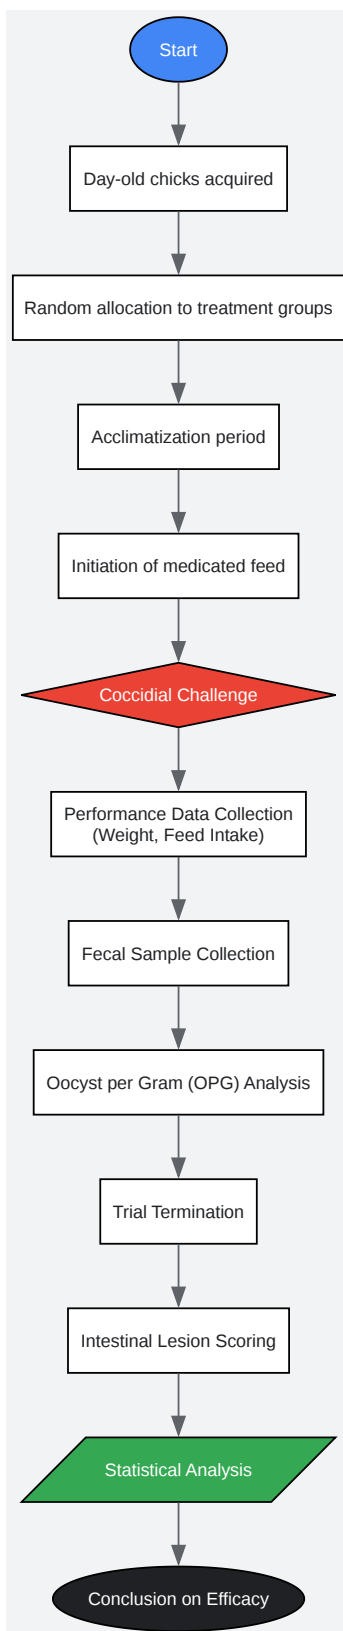 Start
Day-old chicks acquired
Random allocation to treatment groups
Acclimatization period
Initiation of medicated feed
Coccidial Challenge
Performance Data Collection
(Weight, Feed Intake)
Fecal Sample Collection
Oocyst per Gram (OPG) Analysis
Trial Termination
Intestinal Lesion Scoring
Statistical Analysis
Conclusion on Efficacy